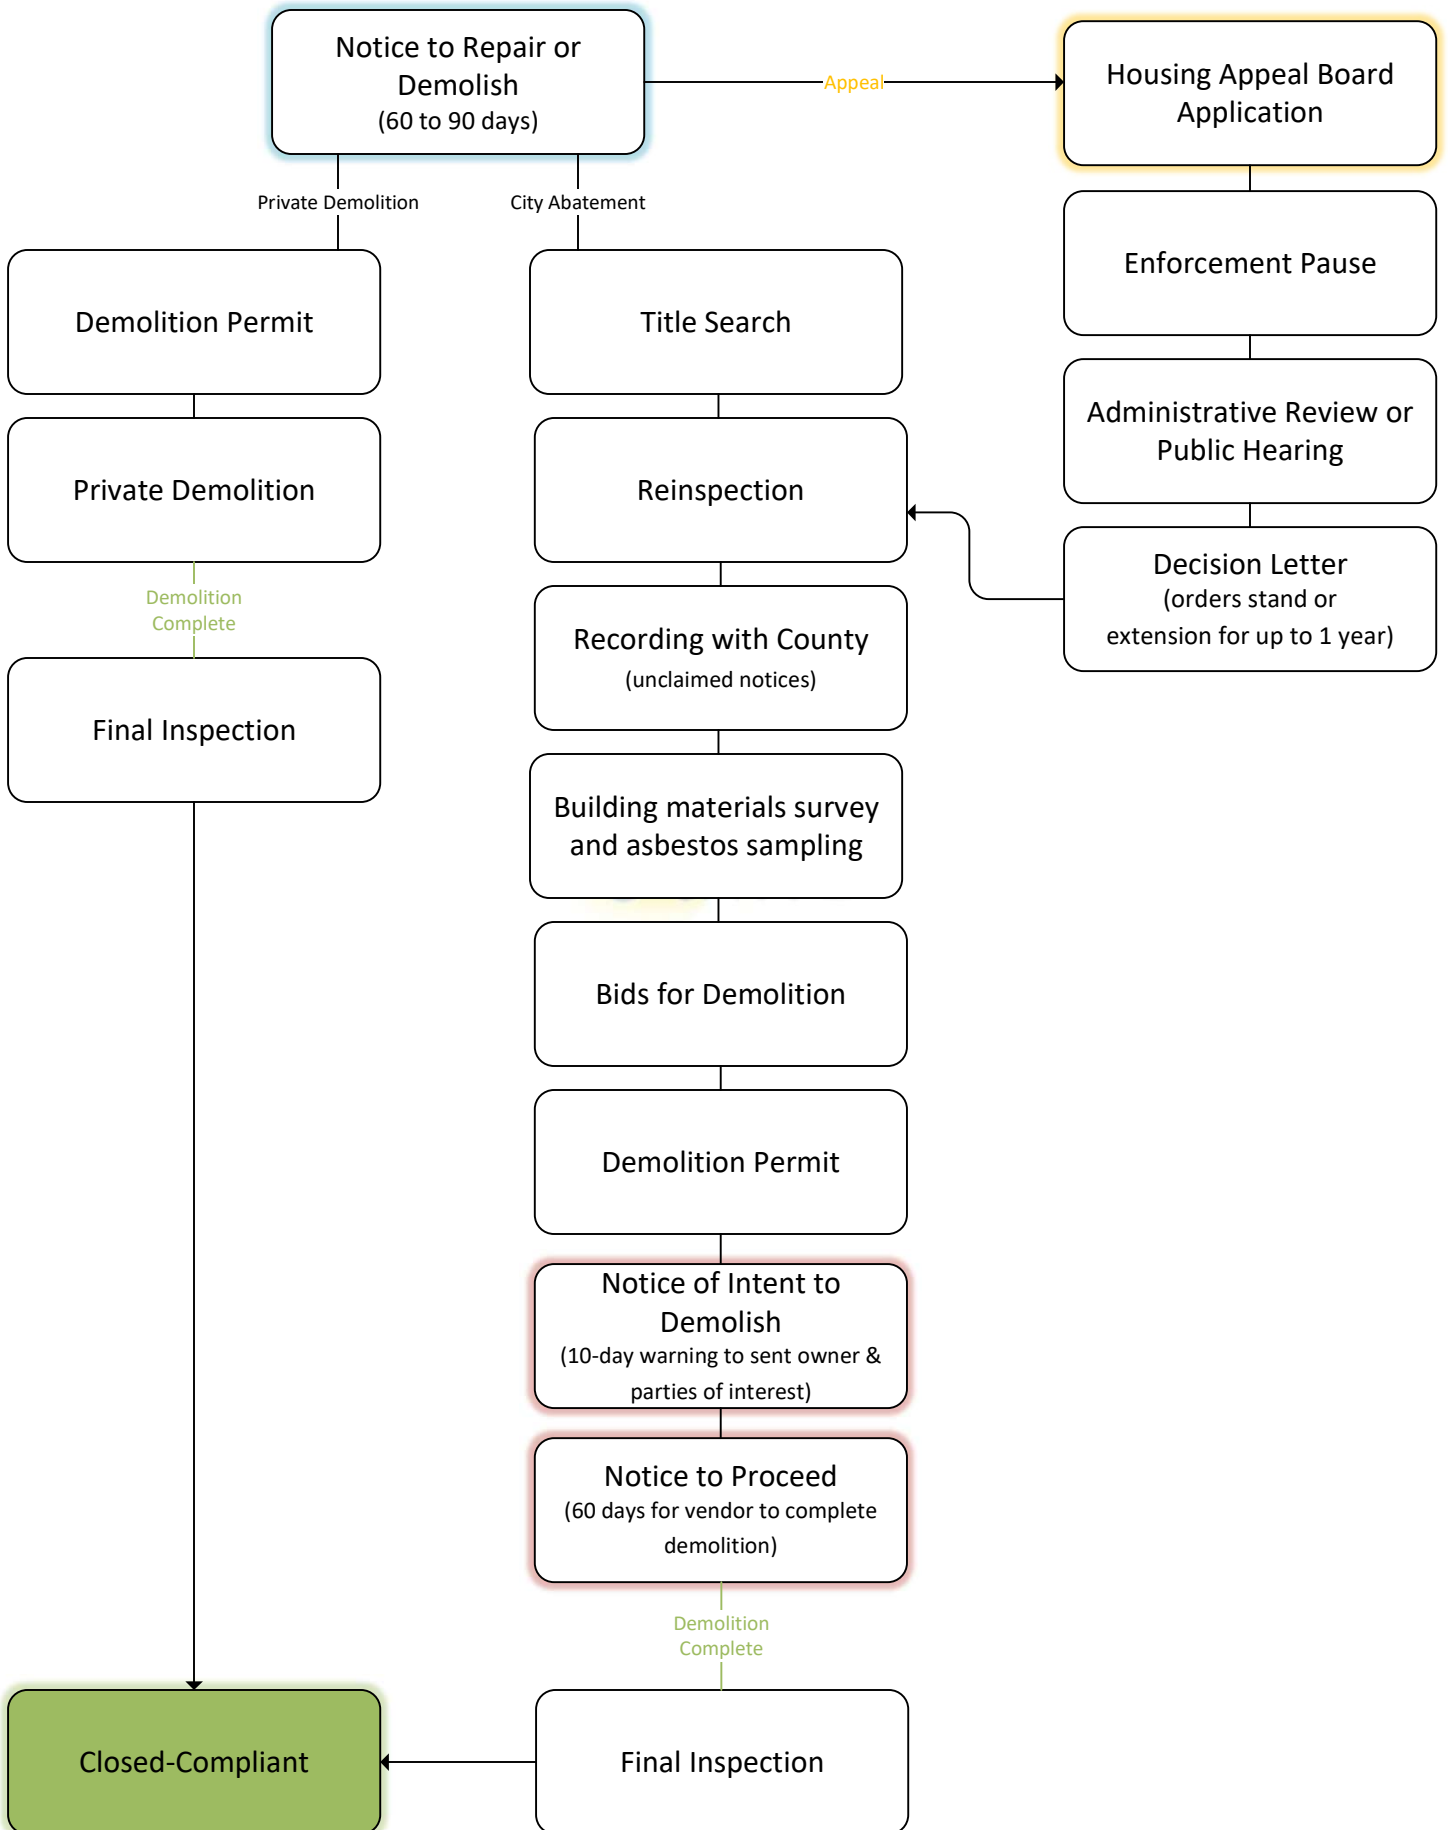 Notice to Repair or
Demolish
(60 to 90 days)
Appeal
Housing Appeal Board
Application
Private Demolition
City Abatement
Demolition Permit
Title Search
Enforcement Pause
Private Demolition
Reinspection
Administrative Review or
Public Hearing
Demolition
Complete
Recording with County
(unclaimed notices)
Decision Letter
(orders stand or
extension for up to 1 year)
Final Inspection
Building materials survey
and asbestos sampling
Bids for Demolition
Demolition Permit
Notice of Intent to
Demolish
(10-day warning to sent owner &
parties of interest)
Notice to Proceed
(60 days for vendor to complete
demolition)
Demolition
Complete
Closed-Compliant
Final Inspection